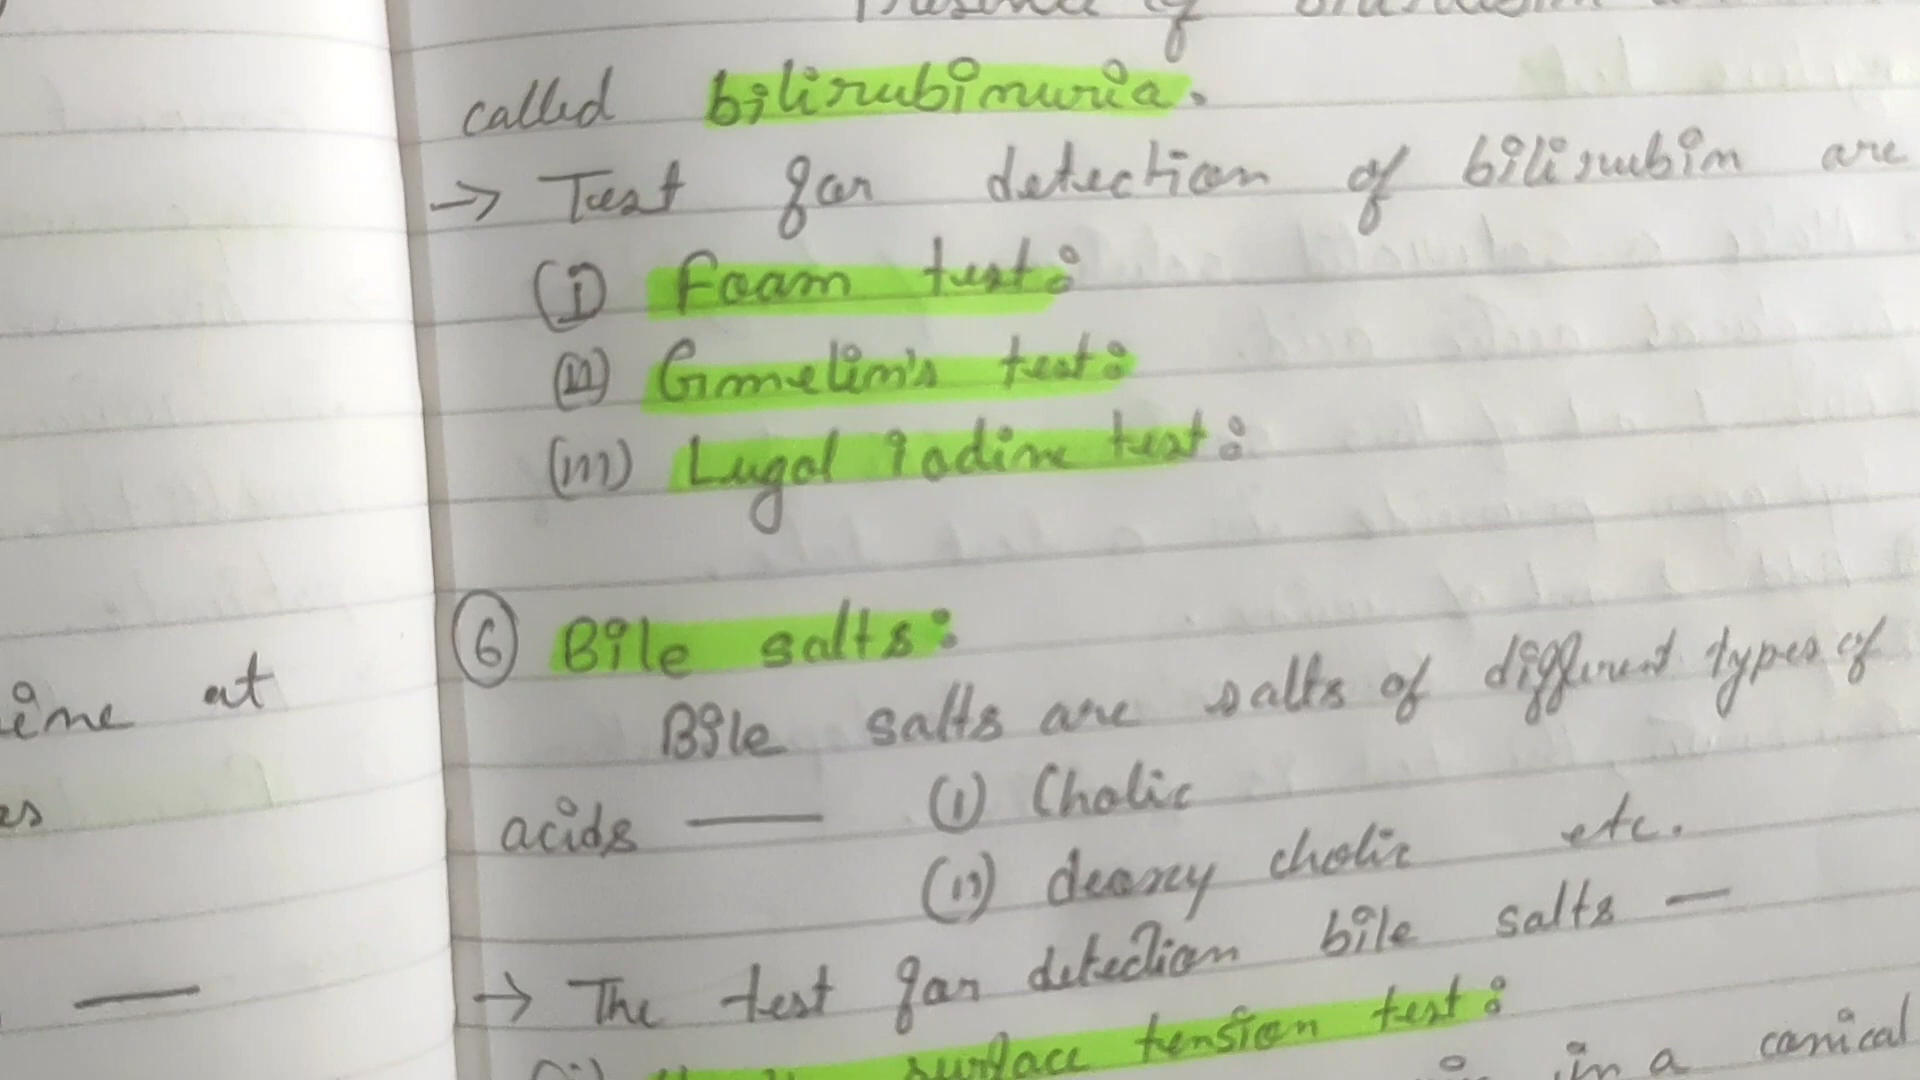 called bilirubinuria.
→ Test for detection of bilirubin are
(i) Foam test:
(ii) Gmelin's test:
(iii) Lugol iodine test:
ine at
⑥ Bile salts:
Bile salts are salts of different types of
es
acids — (i) Cholic
(ii) deoxy cholic etc.
→ The test for detection bile salts —
surface tension test:
in a conical